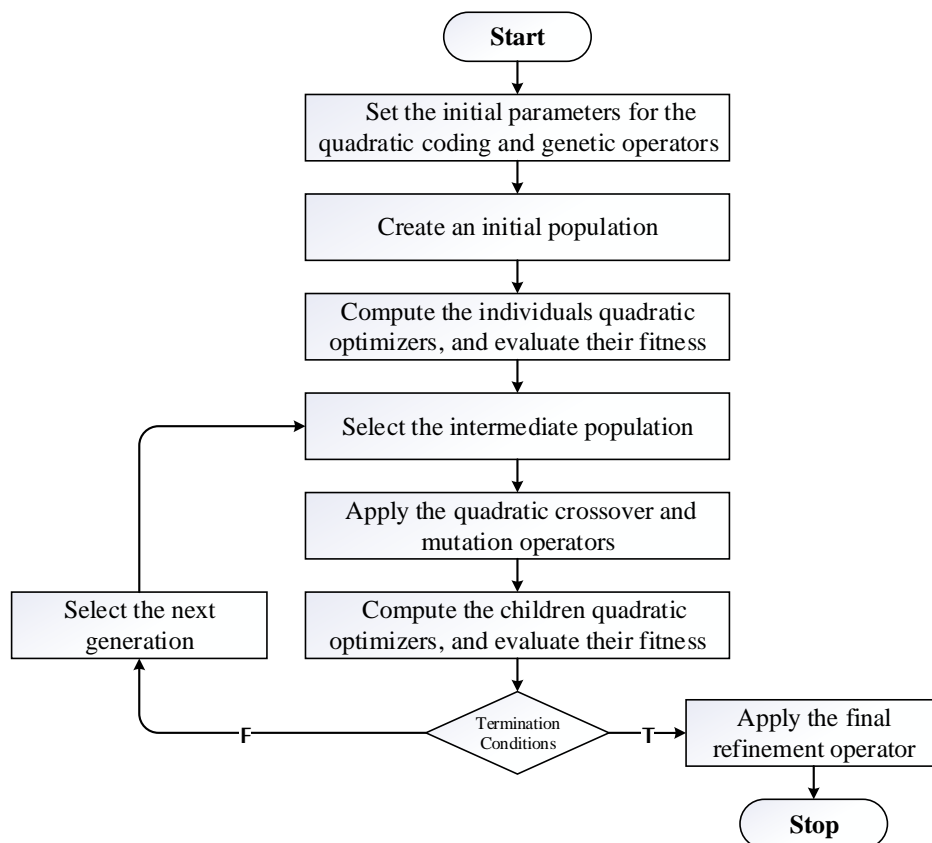 Start
Set the initial parameters for the
quadratic coding and genetic operators
Create an initial population
Compute the individuals quadratic
optimizers, and evaluate their fitness
Select the intermediate population
Apply the quadratic crossover and
mutation operators
Select the next
generation
Compute the children quadratic
optimizers, and evaluate their fitness
Termination
Conditions
F
T
Apply the final
refinement operator
Stop